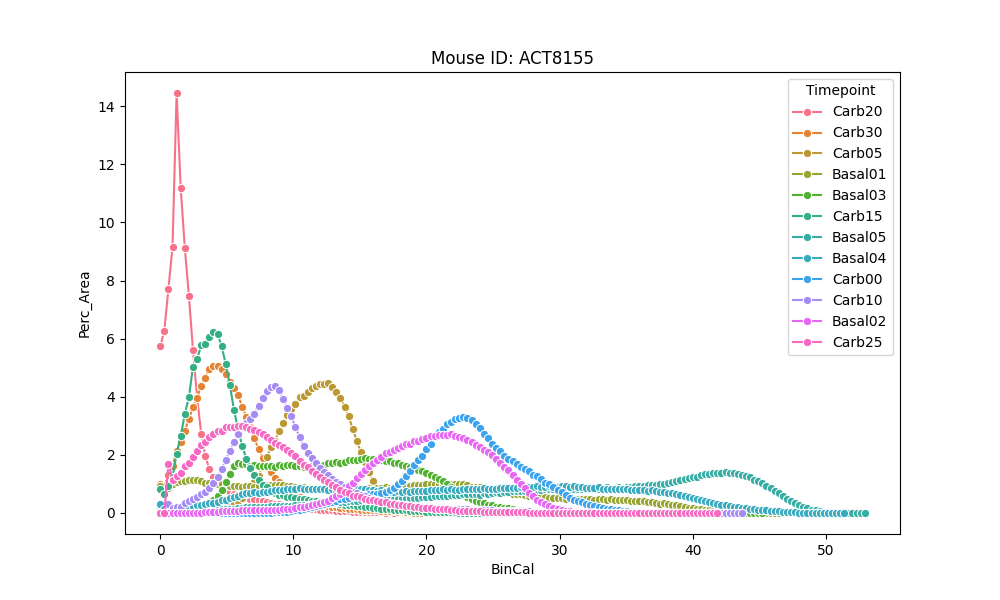 Mouse ID: ACT8155
Timepoint
Carb20
Carb30
Carb05
Basal01
Basal03
Carb15
Basal05
Basal04
Carb00
Carb10
Basal02
Carb25
Perc_Area
14
12
10
8
6
4
2
0
0 10 20 30 40 50
BinCal